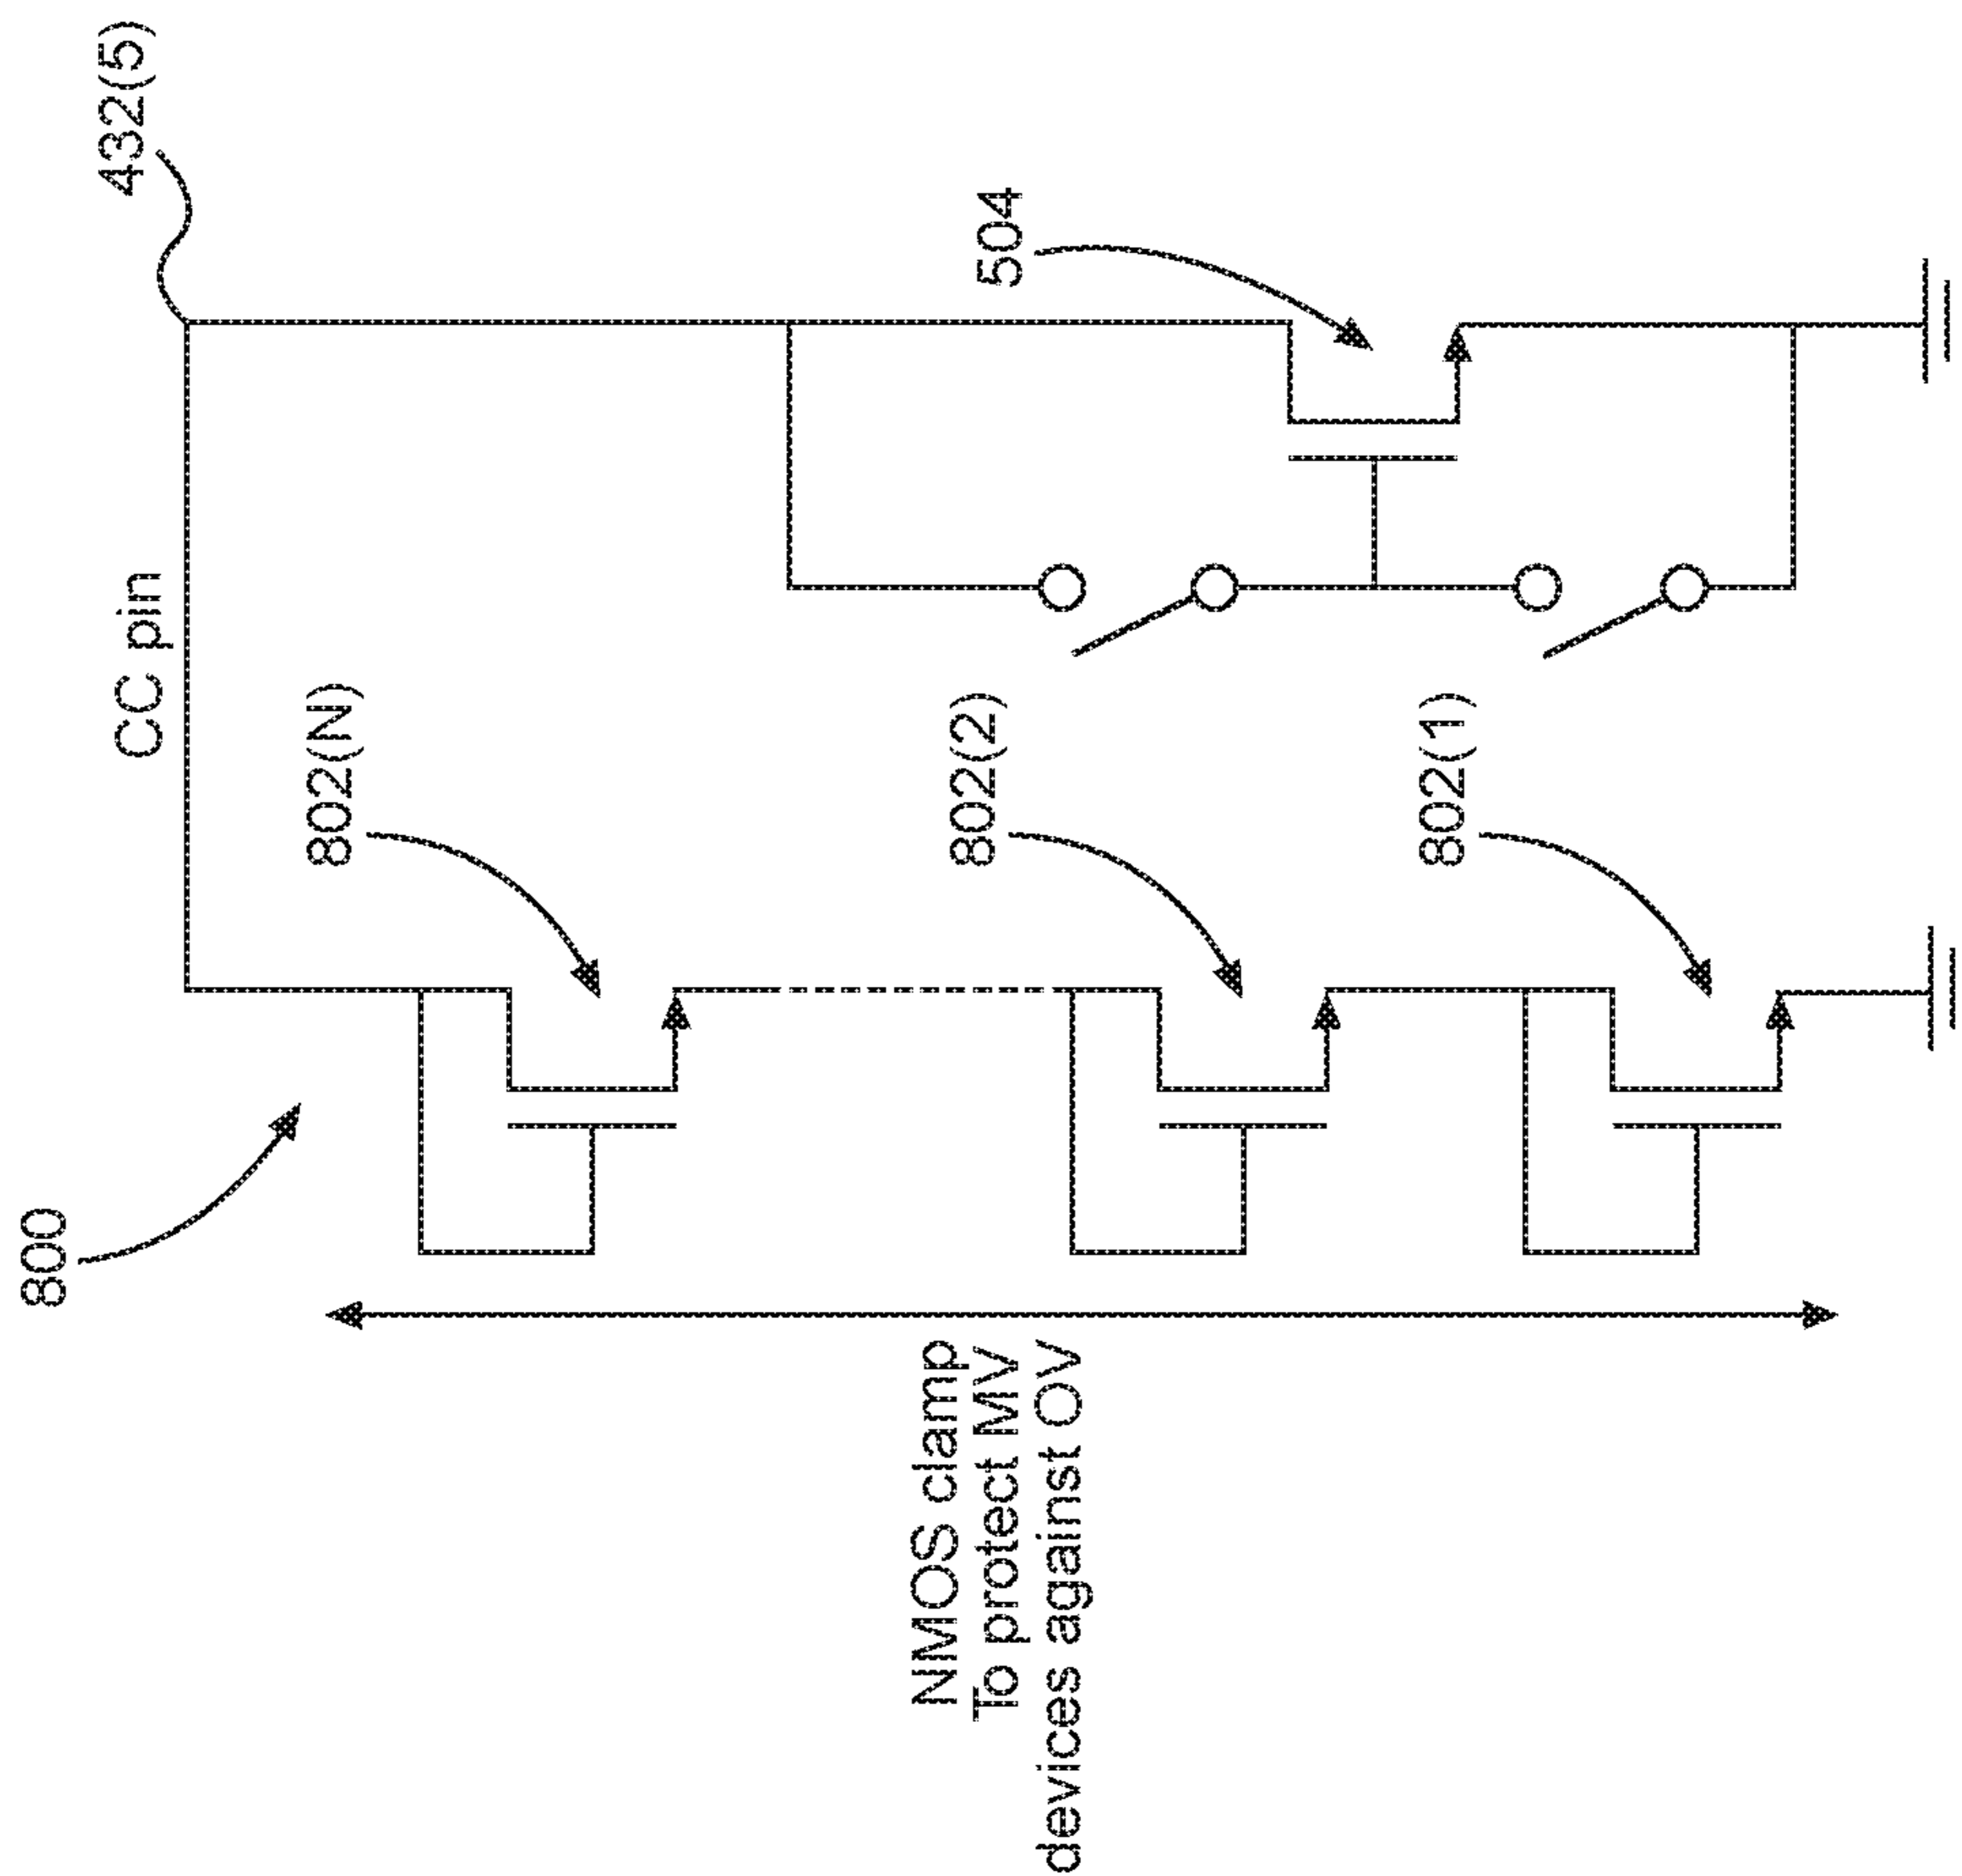 432(5)
CC pin
504
802(N)
802(2)
802(1)
800
NMOS clamp
To protect MV
devices against OV